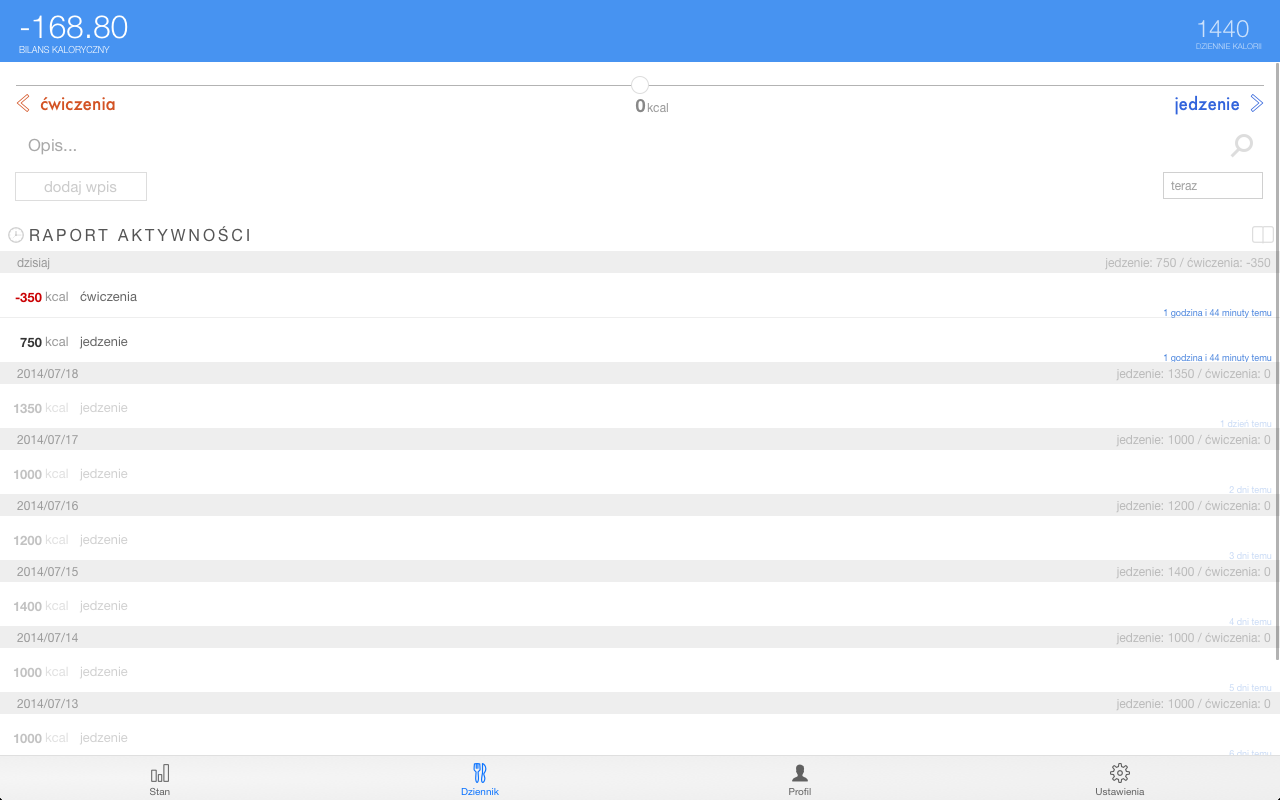 -168.80
BILANS KALORYCZNY
1440
DZIENNIE KALORII
ćwiczenia
0 kcal
jedzenie
Opis...
dodaj wpis
teraz
RAPORT AKTYWNOŚCI
dzisiaj jedzenie: 750 / ćwiczenia: -350
-350 kcal ćwiczenia
1 godzina i 44 minuty temu
750 kcal jedzenie
1 godzina i 44 minuty temu
2014/07/18 jedzenie: 1350 / ćwiczenia: 0
1350 kcal jedzenie
1 dzień temu
2014/07/17 jedzenie: 1000 / ćwiczenia: 0
1000 kcal jedzenie
2 dni temu
2014/07/16 jedzenie: 1200 / ćwiczenia: 0
1200 kcal jedzenie
3 dni temu
2014/07/15 jedzenie: 1400 / ćwiczenia: 0
1400 kcal jedzenie
4 dni temu
2014/07/14 jedzenie: 1000 / ćwiczenia: 0
1000 kcal jedzenie
5 dni temu
2014/07/13 jedzenie: 1000 / ćwiczenia: 0
1000 kcal jedzenie
6 dni temu
Stan
Dziennik
Profil
Ustawienia